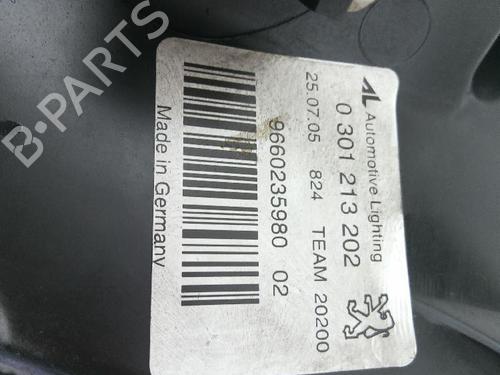 AL Automotive Lighting
0 301 213 202
25.07.05 824 TEAM 20200
9660235980 02
Made in Germany
B-PARTS